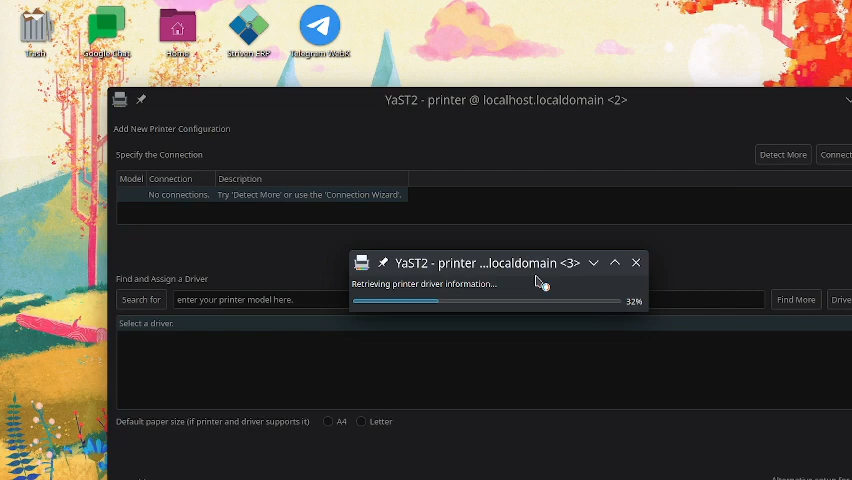 Trash
Google Chat
Home
Striven ERP
Telegram WebK
YaST2 - printer @ localhost.localdomain <2>
Add New Printer Configuration
Specify the Connection
Detect More
Connect
Model
Connection
Description
No connections.
Try 'Detect More' or use the 'Connection Wizard'.
YaST2 - printer ...localdomain <3>
Retrieving printer driver information...
32%
Find and Assign a Driver
Search for
enter your printer model here.
Find More
Drive
Select a driver.
Default paper size (if printer and driver supports it)
A4
Letter